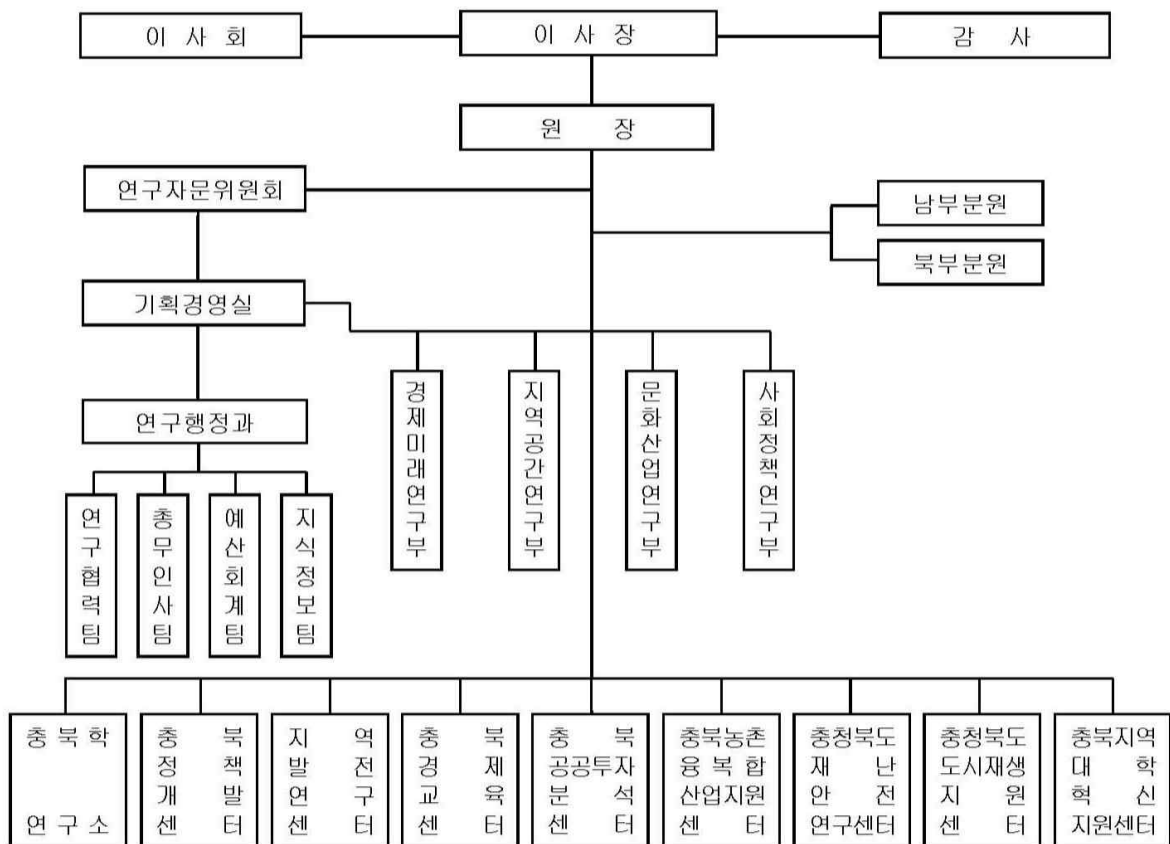 이 사 회
이 사 장
감 사
원 장
연구자문위원회
남부분원
북부분원
기획경영실
경제미래연구부
지역공간연구부
문화산업연구부
사회정책연구부
연구행정과
연구협력팀
총무인사팀
예산회계팀
지식정보팀
충 북 학
연 구 소
충 북
정 책
개 발
센 터
지 역
발 전
연 구
센 터
충 북
경 제
교 육
센 터
충 북
공공투자
분 석
센 터
충북농촌
융 복 합
산업지원
센 터
충청북도
재 난
안 전
연구센터
충청북도
도시재생
지 원
센 터
충북지역
대 학
혁 신
지원센터